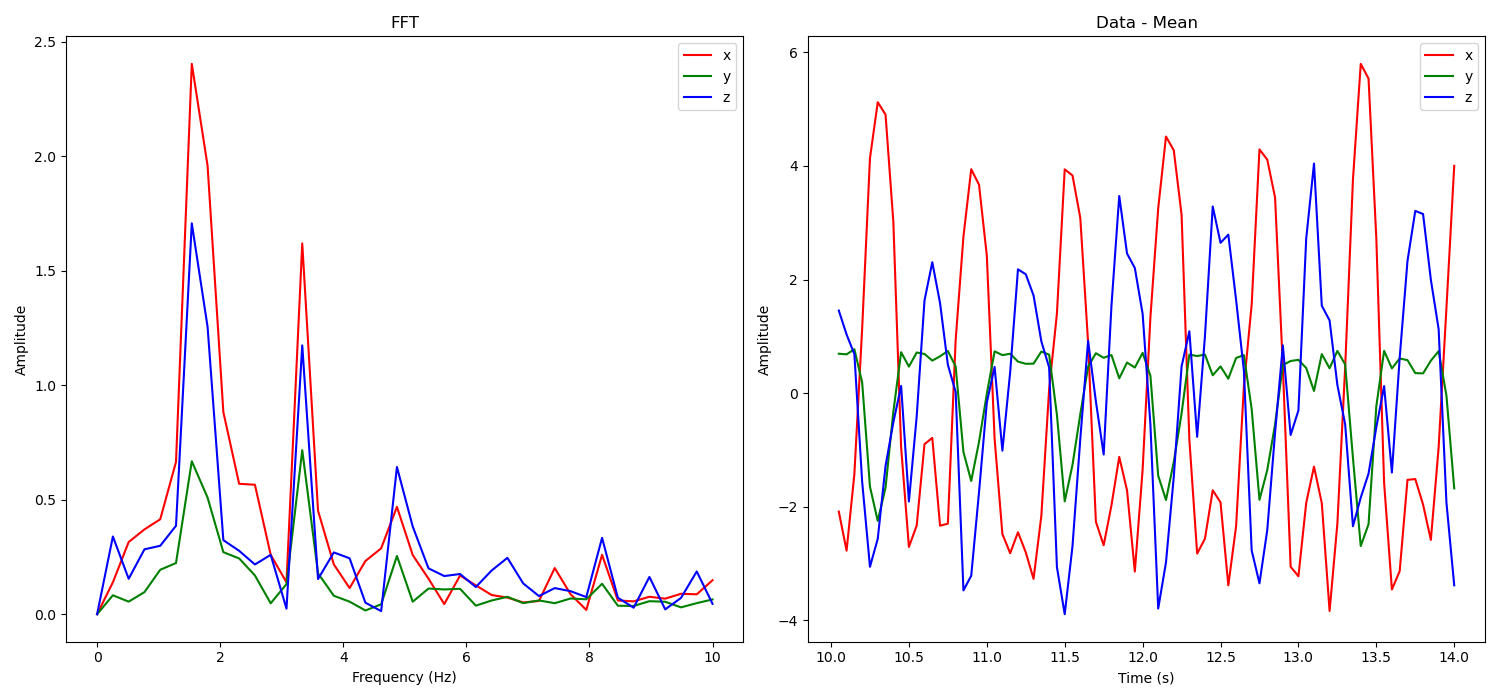 FFT
2.5
2.0
1.5
1.0
0.5
0.0
Amplitude
0 2 4 6 8 10
Frequency (Hz)
x
y
z
Data - Mean
6
4
2
0
−2
−4
Amplitude
10.0 10.5 11.0 11.5 12.0 12.5 13.0 13.5 14.0
Time (s)
x
y
z